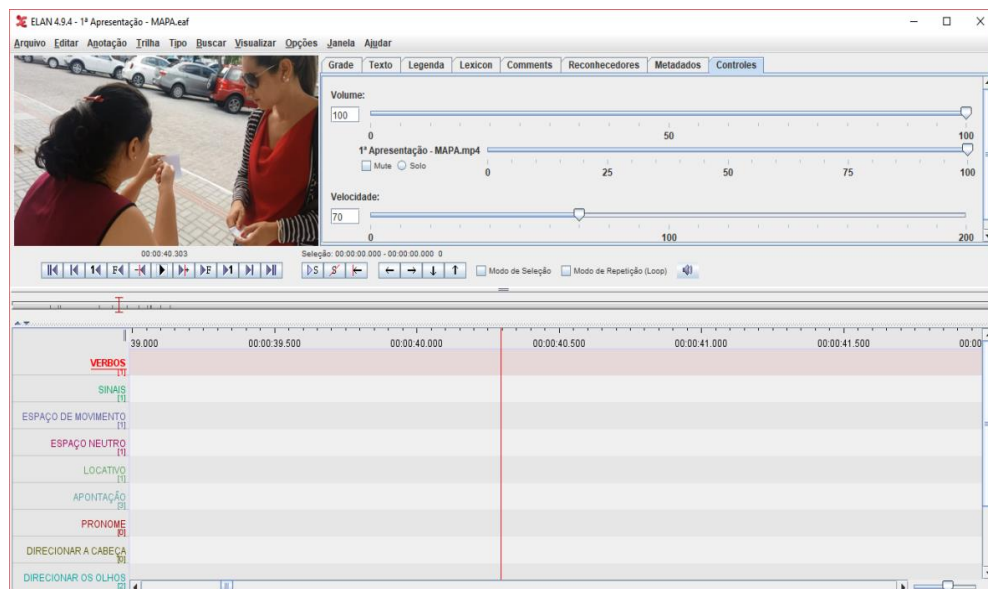 ELAN 4.9.4 - 1ª Apresentação - MAPA.eaf
Arquivo Editar Anotação Trilha Tipo Buscar Visualizar Opções Janela Ajudar
Grade Texto Legenda Lexicon Comments Reconhecedores Metadados Controles
Volume:
100
0 50 100
1ª Apresentação - MAPA.mp4
Mute Solo
0 25 50 75 100
Velocidade:
70
0 100 200
00:00:40.303
Seleção: 00:00:00.000 - 00:00:00.000 0
Modo de Seleção Modo de Repetição (Loop)
39.000 00:00:39.500 00:00:40.000 00:00:40.500 00:00:41.000 00:00:41.500 00:00
VERBOS
[1]
SINAIS
[1]
ESPAÇO DE MOVIMENTO
[1]
ESPAÇO NEUTRO
[1]
LOCATIVO
[1]
APONTAÇÃO
PRONOME
[0]
DIRECIONAR A CABEÇA
[0]
DIRECIONAR OS OLHOS